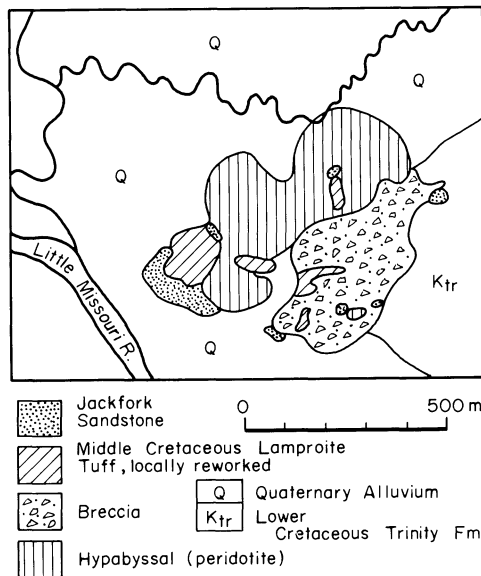 Q
Q
Q
Little Missouri R.
Ktr
Q
Jackfork
Sandstone
0 500 m
Middle Cretaceous Lamproite
Tuff, locally reworked
Breccia
Q Quaternary Alluvium
Ktr Lower
Cretaceous Trinity Fm
Hypabyssal (peridotite)